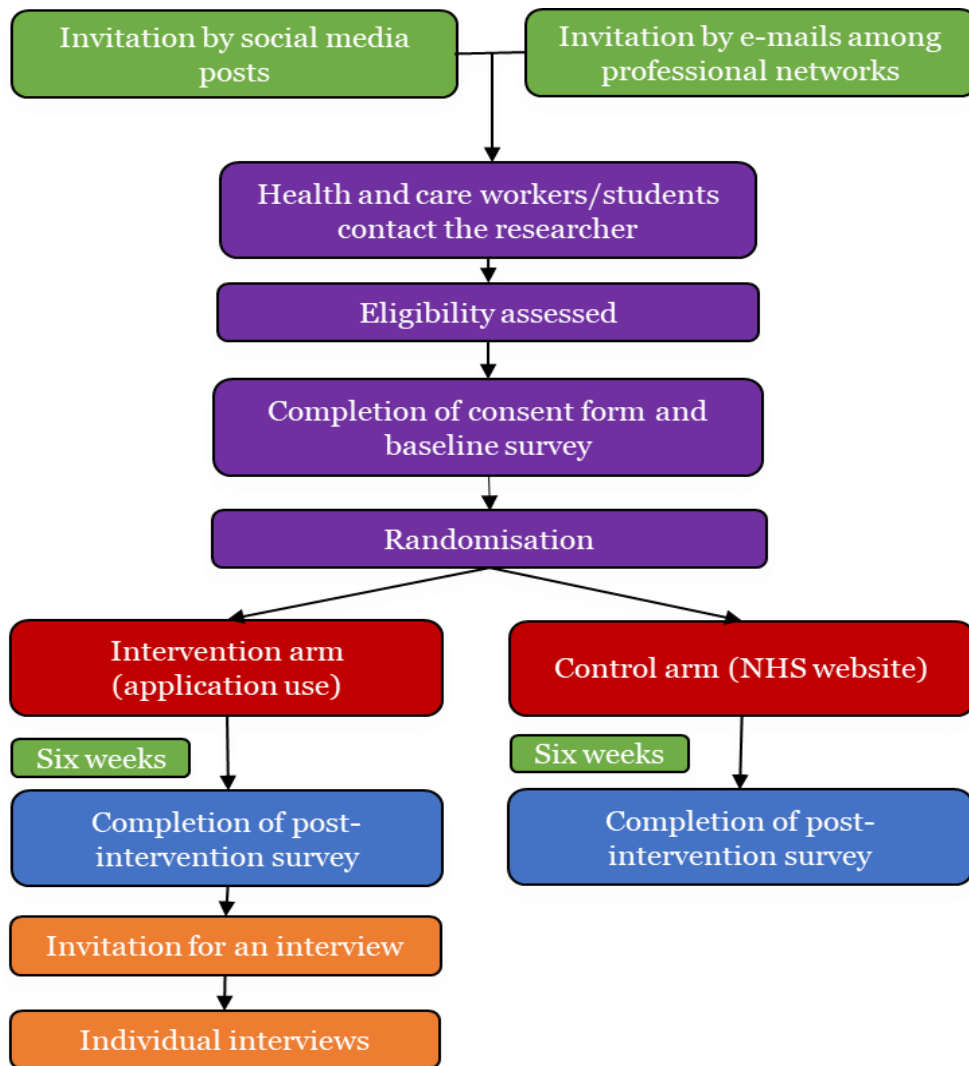 Invitation by social media
posts
Invitation by e-mails among
professional networks
Health and care workers/students
contact the researcher
Eligibility assessed
Completion of consent form and
baseline survey
Randomisation
Intervention arm
(application use)
Control arm (NHS website)
Six weeks
Six weeks
Completion of post-
intervention survey
Completion of post-
intervention survey
Invitation for an interview
Individual interviews